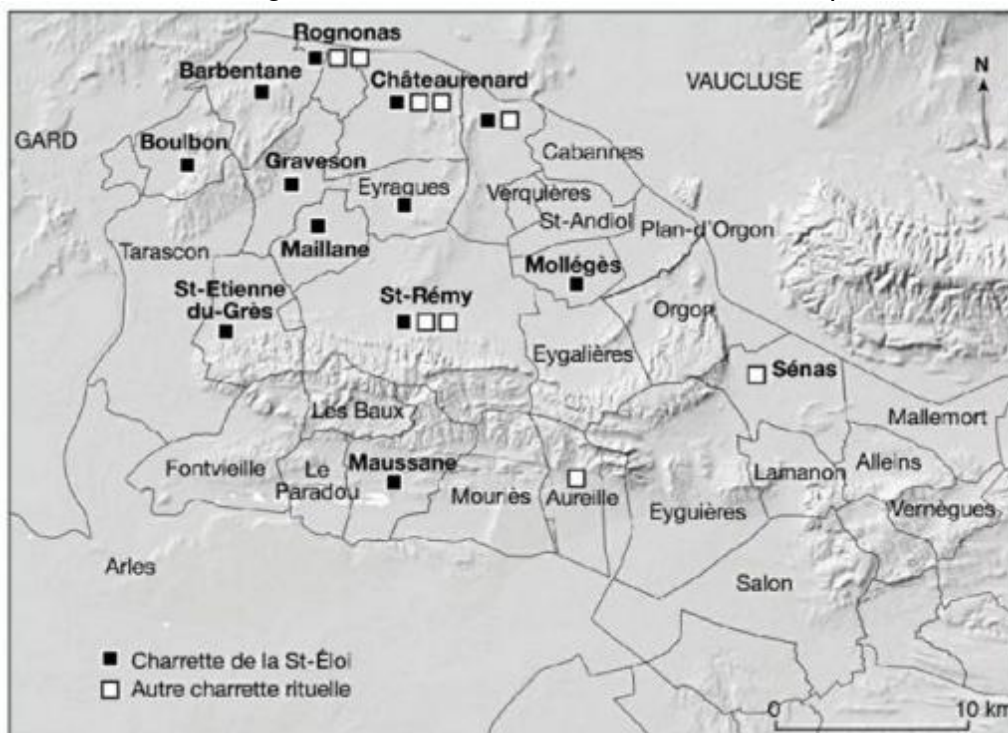 Rognonas
Barbentane
Châteaurenard
VAUCLUSE
N
GARD
Boulbon
Graveson
Cabannes
Eyragues
Verquières
St-Andiol
Plan-d'Orgon
Maillane
Tarascon
Mollégès
St-Etienne
du-Grès
St-Rémy
Orgon
Eygalières
Sénas
Les Baux
Mallemort
Fontvieille
Le
Paradou
Maussane
Mouriès
Aureille
Lamanon
Alleins
Eyguières
Vernègues
Arles
Salon
Charrette de la St-Éloi
Autre charrette rituelle
0 10 km